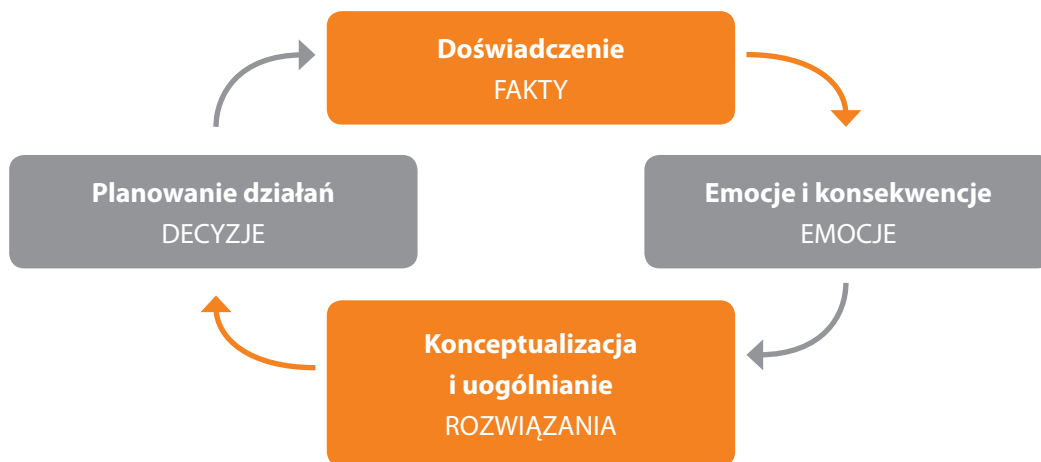 Doświadczenie
FAKTY
Planowanie działań
DECYZJE
Emocje i konsekwencje
EMOCJE
Konceptualizacja
i uogólnianie
ROZWIĄZANIA